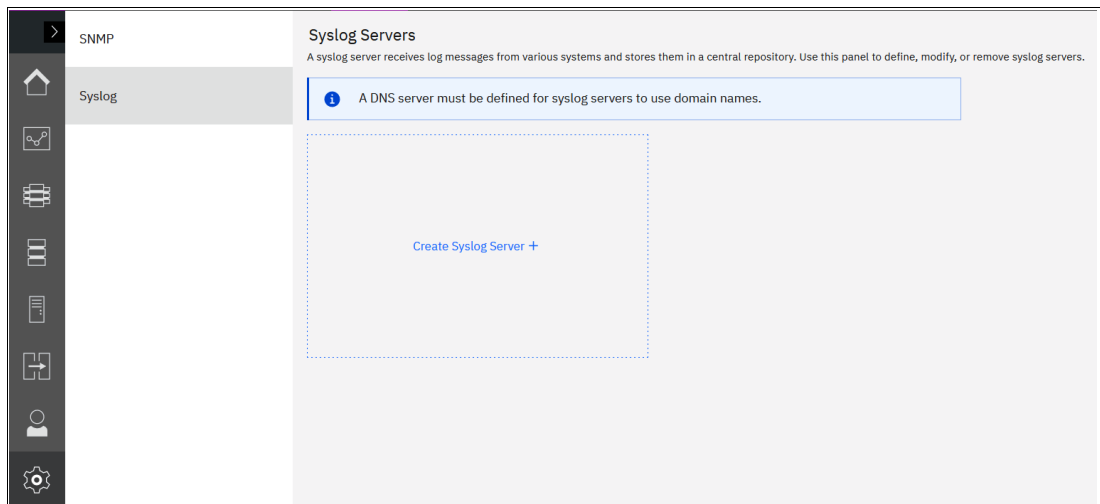 SNMP
Syslog
Syslog Servers
A syslog server receives log messages from various systems and stores them in a central repository. Use this panel to define, modify, or remove syslog servers.
A DNS server must be defined for syslog servers to use domain names.
Create Syslog Server +